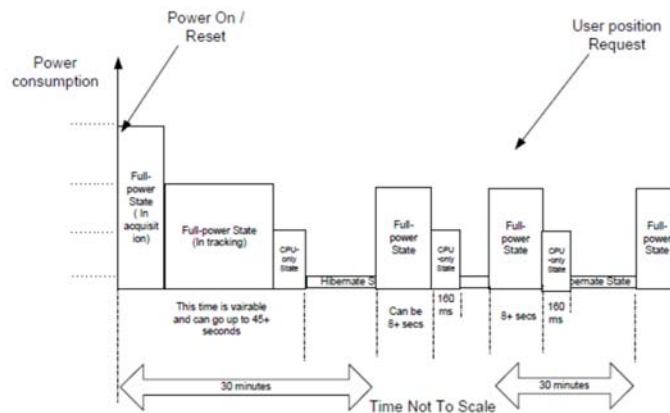 Power On /
Reset
User position
Request
Power
consumption
Full-
power
State
( In
acquisit
ion)
Full-power State
(In tracking)
CPU-
only
State
Hibernate S
Full-
power
State
CPU
-only
State
Full-
power
State
CPU
-only
State
bernate State
Full-
power
State
This time is vairable
and can go up to 45+
seconds
Can be
8+ secs
160
ms
8+ secs
160
ms
30 minutes
30 minutes
Time Not To Scale